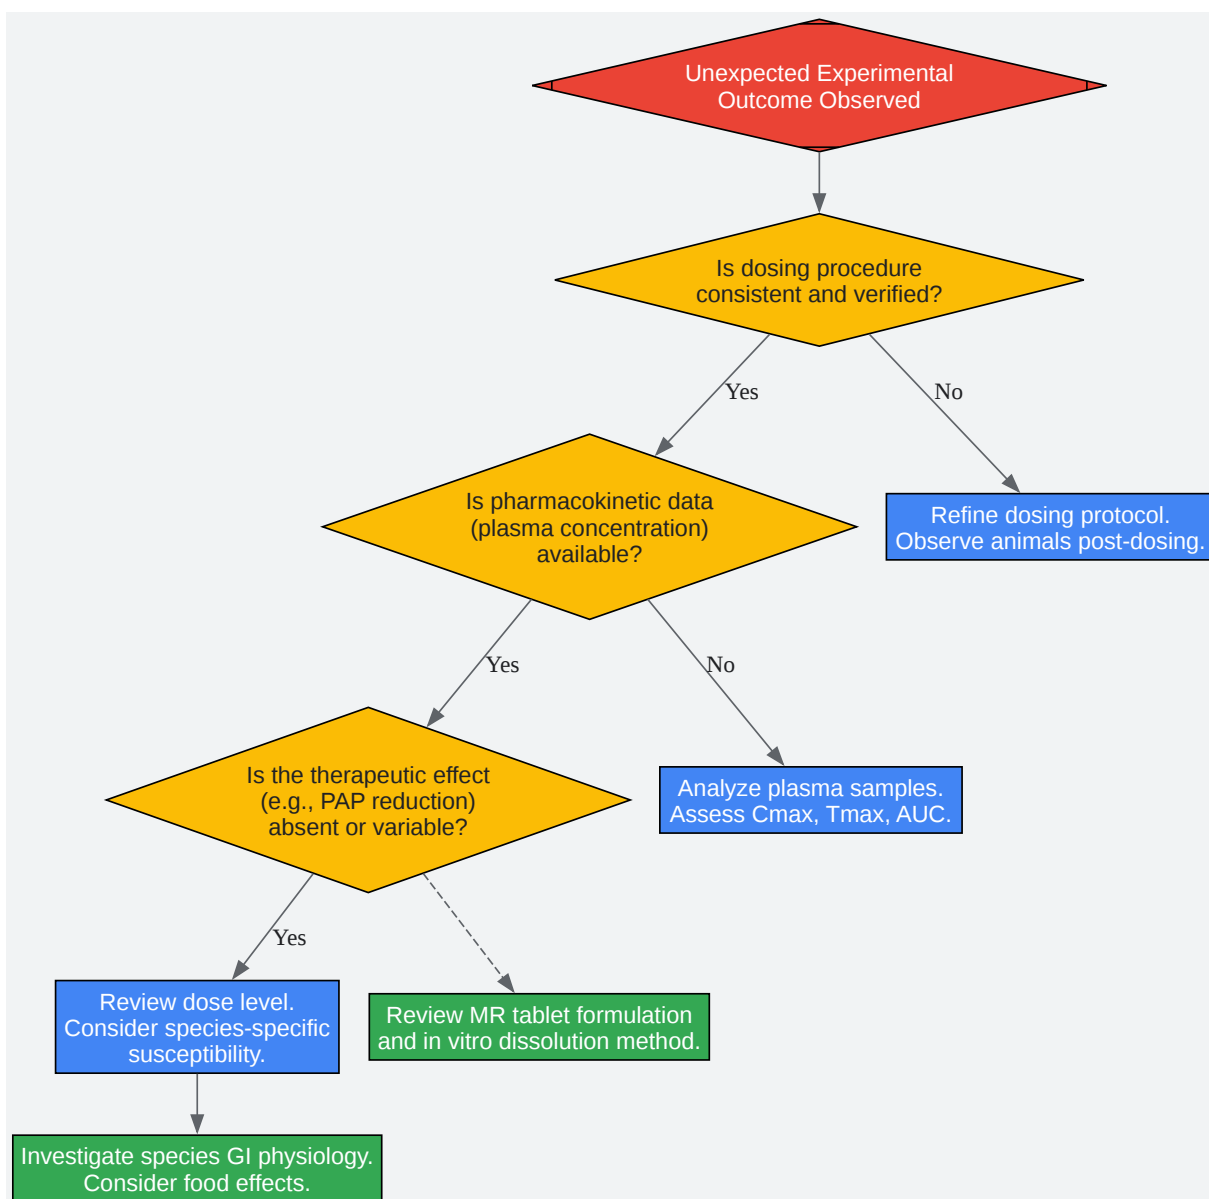 Unexpected Experimental
Outcome Observed
Is dosing procedure
consistent and verified?
Yes
No
Is pharmacokinetic data
(plasma concentration)
available?
Refine dosing protocol.
Observe animals post-dosing.
Yes
No
Is the therapeutic effect
(e.g., PAP reduction)
absent or variable?
Analyze plasma samples.
Assess Cmax, Tmax, AUC.
Yes
Review dose level.
Consider species-specific
susceptibility.
Review MR tablet formulation
and in vitro dissolution method.
Investigate species GI physiology.
Consider food effects.